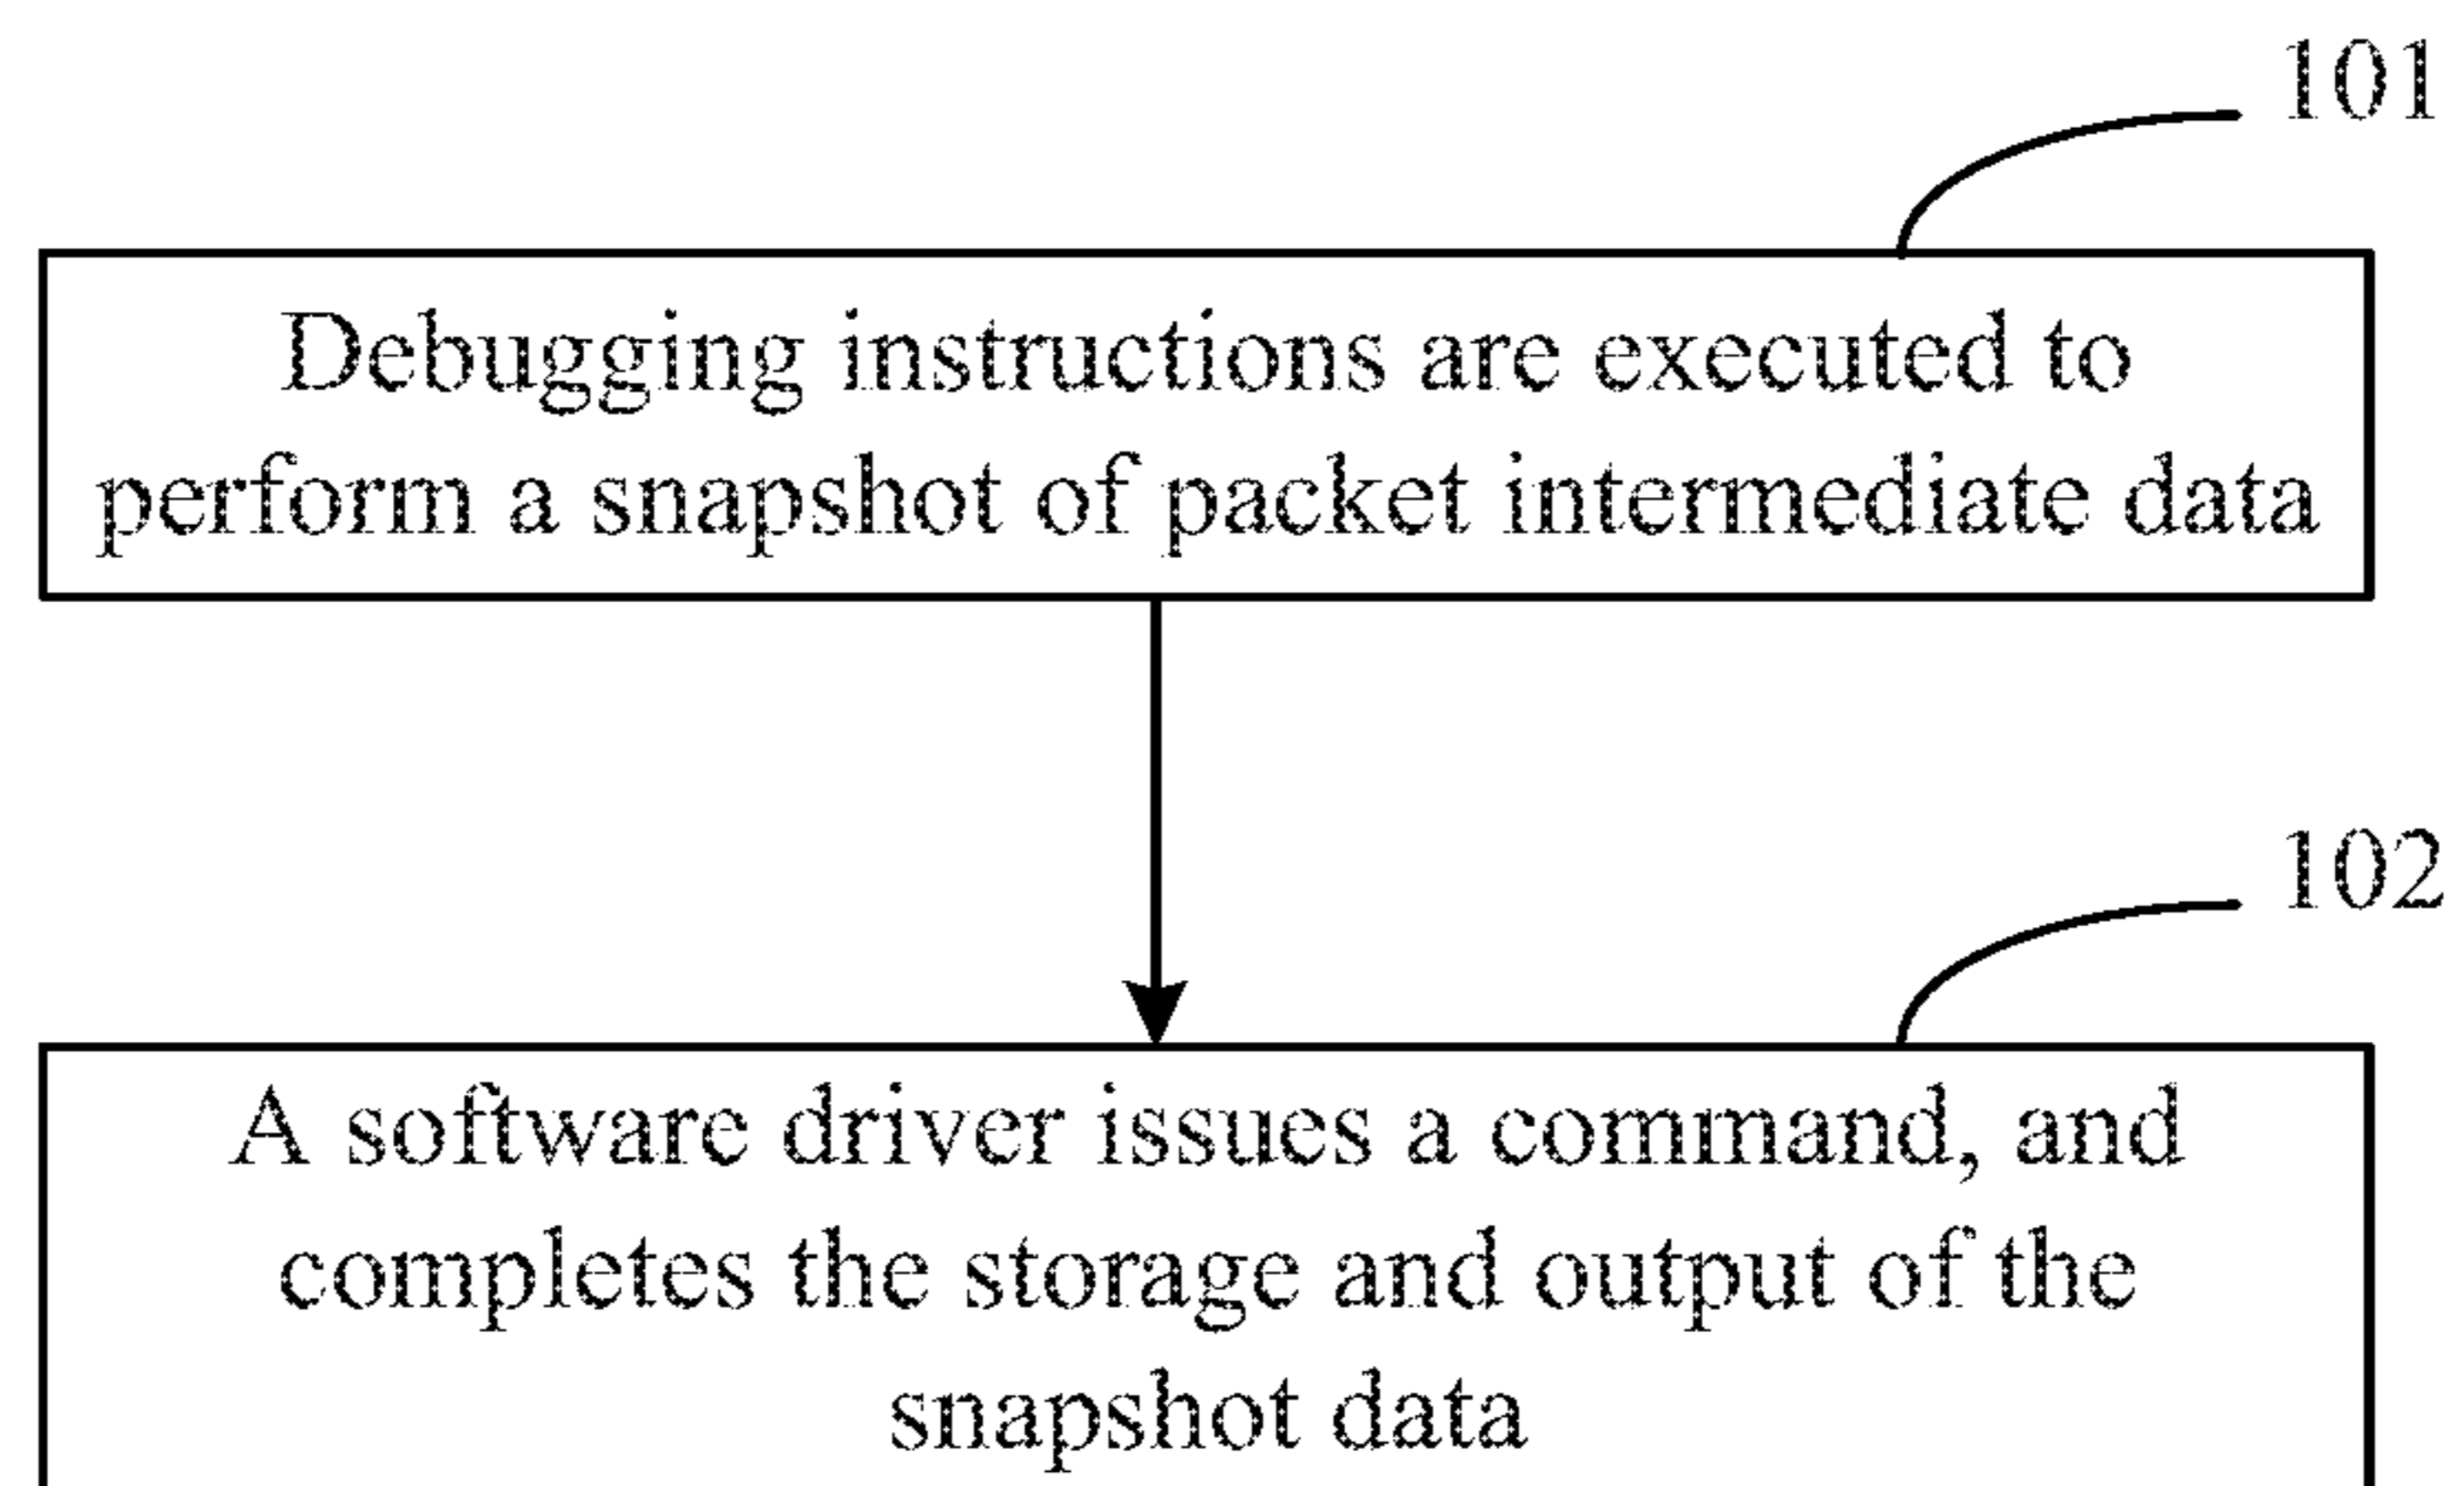 101
Debugging instructions are executed to
perform a snapshot of packet intermediate data
102
A software driver issues a command, and
completes the storage and output of the
snapshot data